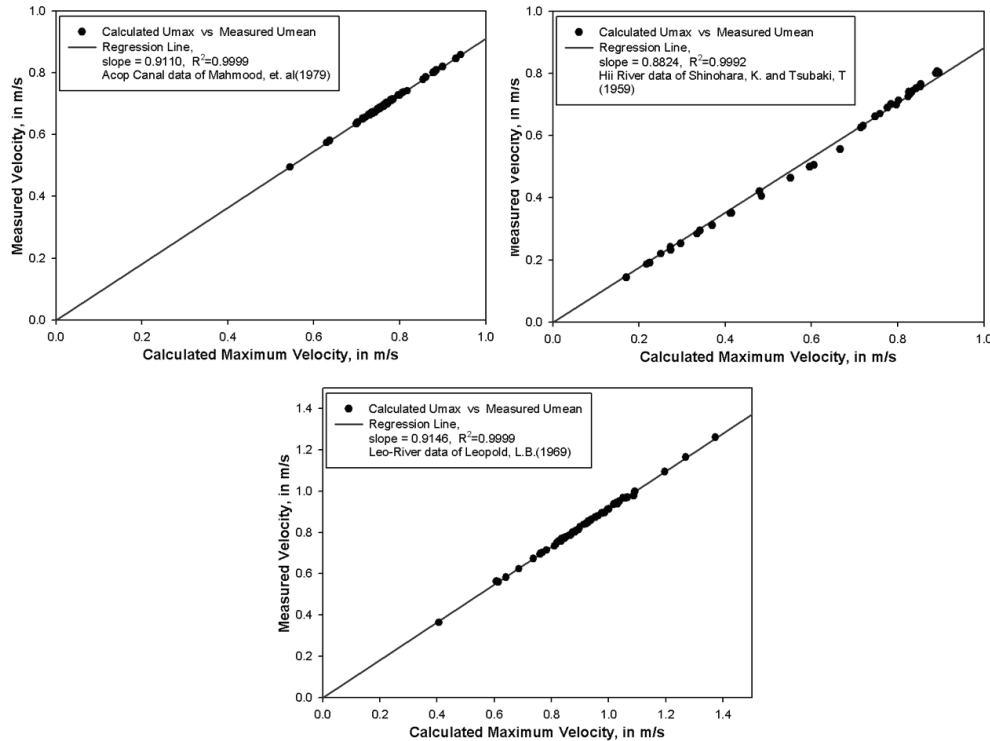 Calculated Umax vs Measured Umean
Regression Line,
slope = 0.9110, R²=0.9999
Acop Canal data of Mahmood, et. al(1979)
1.0
0.8
0.6
0.4
0.2
0.0
Measured Velocity, in m/s
0.0 0.2 0.4 0.6 0.8 1.0
Calculated Maximum Velocity, in m/s
Calculated Umax vs Measured Umean
Regression Line,
slope = 0.8824, R²=0.9992
Hii River data of Shinohara, K. and Tsubaki, T
(1959)
1.0
0.8
0.6
0.4
0.2
0.0
Measured Velocity, in m/s
0.0 0.2 0.4 0.6 0.8 1.0
Calculated Maximum Velocity, in m/s
Calculated Umax vs Measured Umean
Regression Line,
slope = 0.9146, R²=0.9999
Leo-River data of Leopold, L.B.(1969)
1.4
1.2
1.0
0.8
0.6
0.4
0.2
0.0
Measured Velocity, in m/s
0.0 0.2 0.4 0.6 0.8 1.0 1.2 1.4
Calculated Maximum Velocity, in m/s